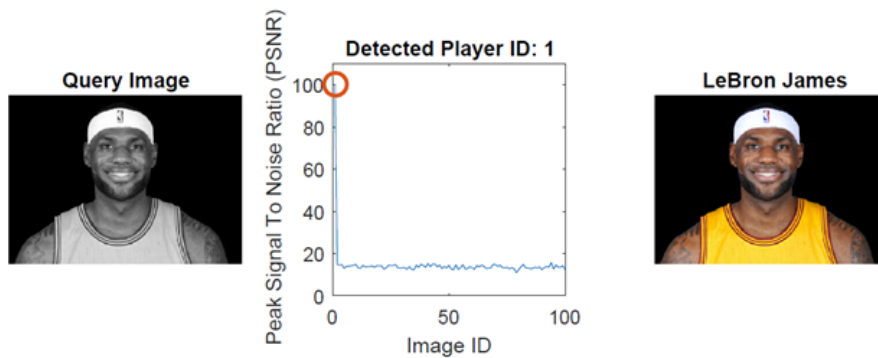 Query Image
Detected Player ID: 1
LeBron James
Peak Signal To Noise Ratio (PSNR)
100
80
60
40
20
0
0
50
100
Image ID